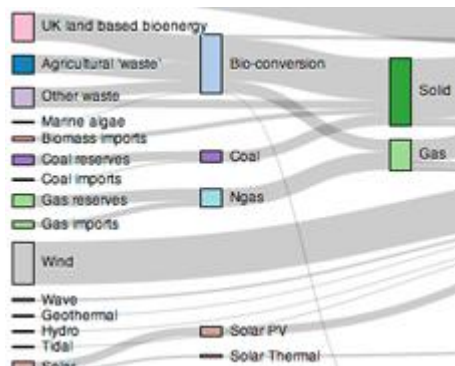 UK land based bioenergy
Agricultural 'waste'
Bio-conversion
Solid
Other waste
Marine algae
Biomass imports
Coal reserves
Coal
Gas
Coal imports
Gas reserves
Ngas
Gas imports
Wind
Wave
Geothermal
Hydro
Solar PV
Tidal
Solar Thermal
Solar